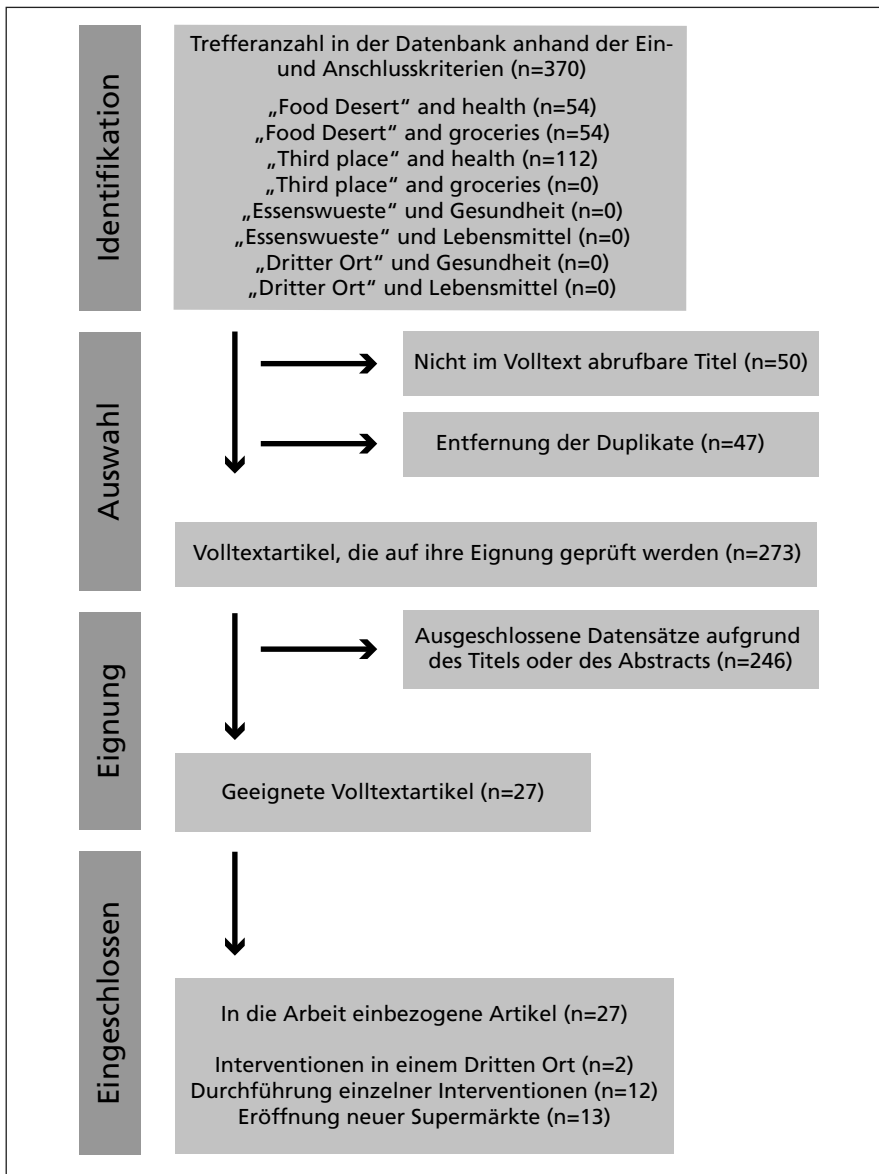 Identifikation
Trefferanzahl in der Datenbank anhand der Ein-
und Anschlusskriterien (n=370)
„Food Desert“ and health (n=54)
„Food Desert“ and groceries (n=54)
„Third place“ and health (n=112)
„Third place“ and groceries (n=0)
„Essenswueste“ und Gesundheit (n=0)
„Essenswueste“ und Lebensmittel (n=0)
„Dritter Ort“ und Gesundheit (n=0)
„Dritter Ort“ und Lebensmittel (n=0)
Auswahl
Nicht im Volltext abrufbare Titel (n=50)
Entfernung der Duplikate (n=47)
Volltextartikel, die auf ihre Eignung geprüft werden (n=273)
Eignung
Ausgeschlossene Datensätze aufgrund
des Titels oder des Abstracts (n=246)
Geeignete Volltextartikel (n=27)
Eingeschlossen
In die Arbeit einbezogene Artikel (n=27)
Interventionen in einem Dritten Ort (n=2)
Durchführung einzelner Interventionen (n=12)
Eröffnung neuer Supermärkte (n=13)